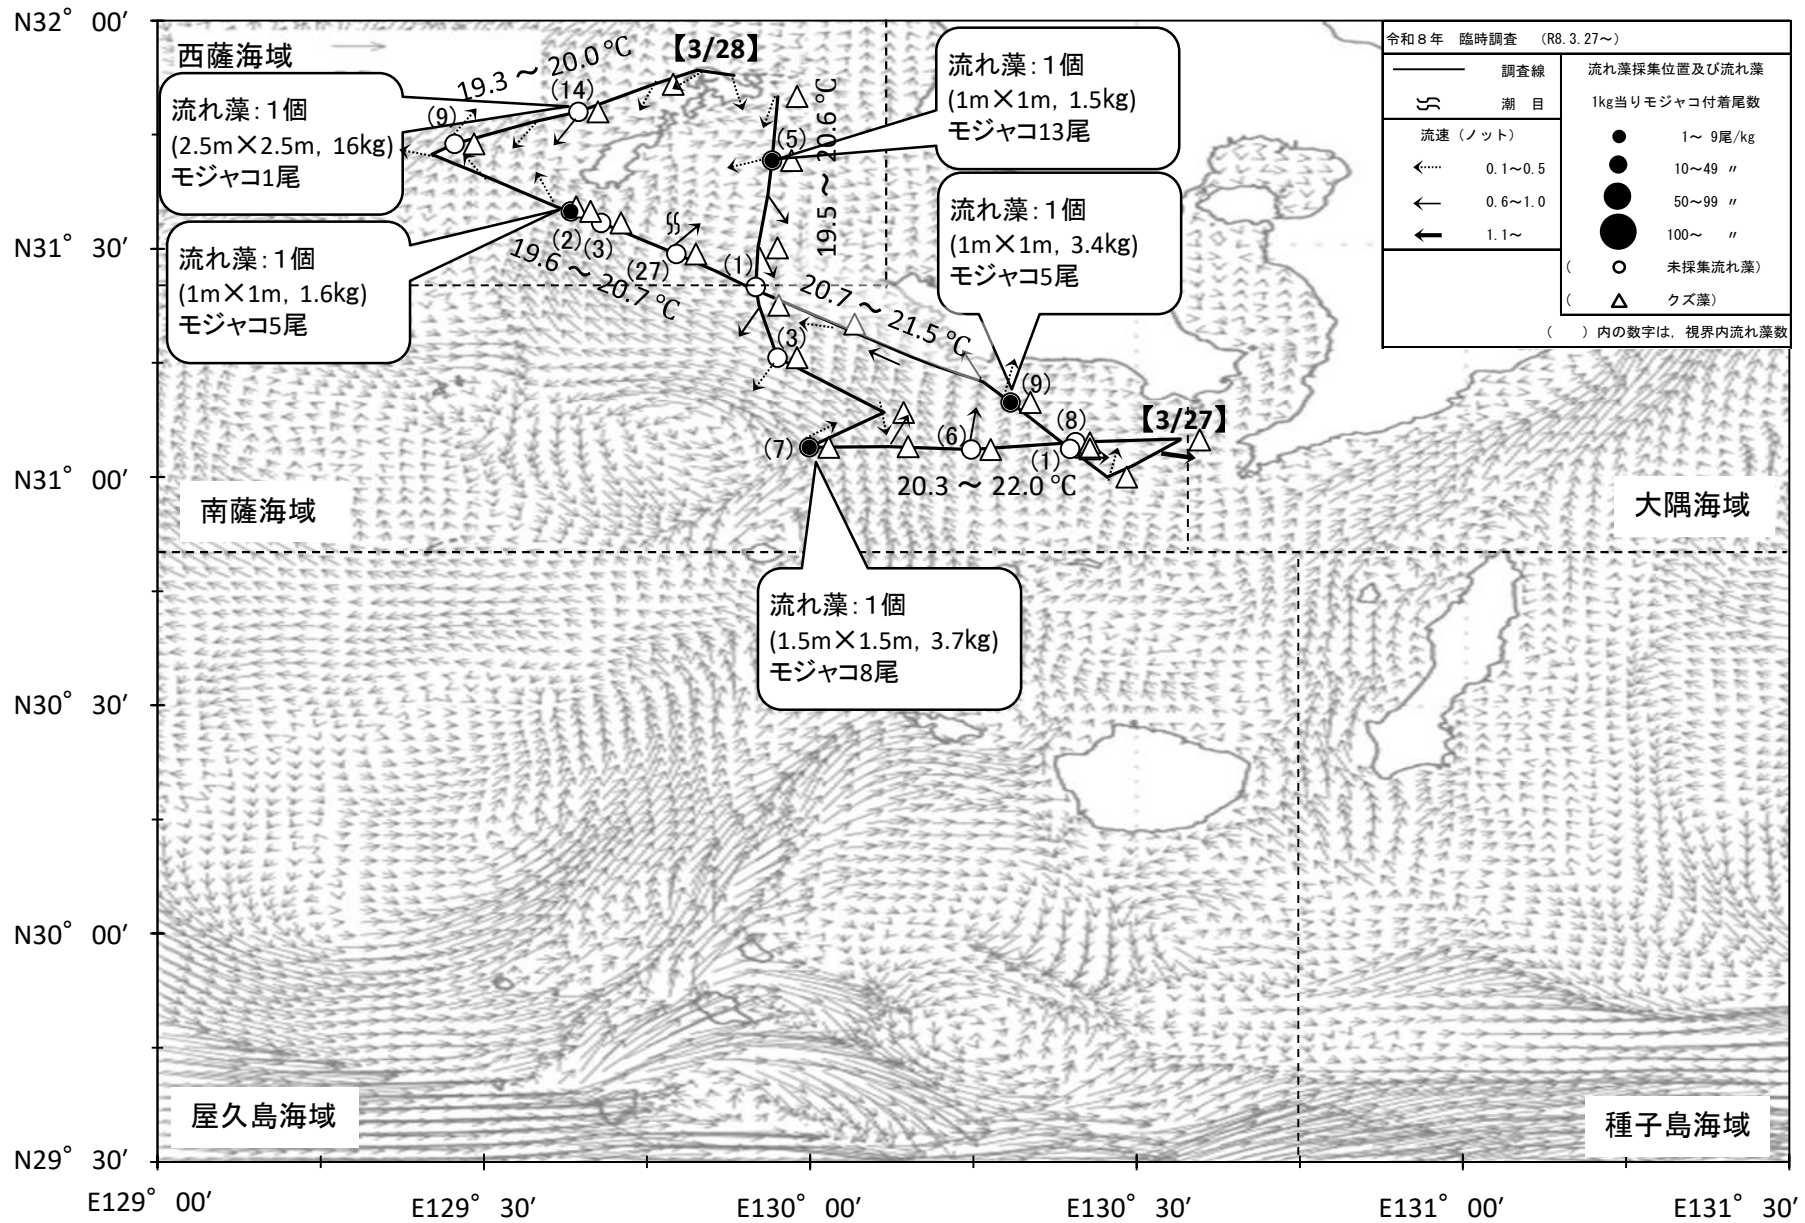 N32° 00′
N31° 30′
N31° 00′
N30° 30′
N30° 00′
N29° 30′
E129° 00′
E129° 30′
E130° 00′
E130° 30′
E131° 00′
E131° 30′
西薩海域
19.3 ～ 20.0 ℃
【3/28】
(14)
(9)
流れ藻：１個
(2.5m×2.5m, 16kg)
モジャコ1尾
流れ藻：１個
(1m×1m, 1.6kg)
モジャコ5尾
(2)
(3)
(27)
(1)
19.6 ～ 20.7 ℃
(5)
19.5 ～ 20.6 ℃
流れ藻：１個
(1m×1m, 1.5kg)
モジャコ13尾
流れ藻：１個
(1m×1m, 3.4kg)
モジャコ5尾
20.7 ～ 21.5 ℃
(3)
(9)
(8)
【3/27】
(7)
(6)
(1)
20.3 ～ 22.0 ℃
南薩海域
大隅海域
流れ藻：１個
(1.5m×1.5m, 3.7kg)
モジャコ8尾
屋久島海域
種子島海域
令和８年 臨時調査 （R8.3.27～）
調査線
潮 目
流速（ノット）
0.1～0.5
0.6～1.0
1.1～
流れ藻採集位置及び流れ藻
1kg当りモジャコ付着尾数
1～ 9尾/kg
10～49 〃
50～99 〃
100～ 〃
( ○ 未採集流れ藻)
( △ クズ藻)
（ ）内の数字は，視界内流れ藻数